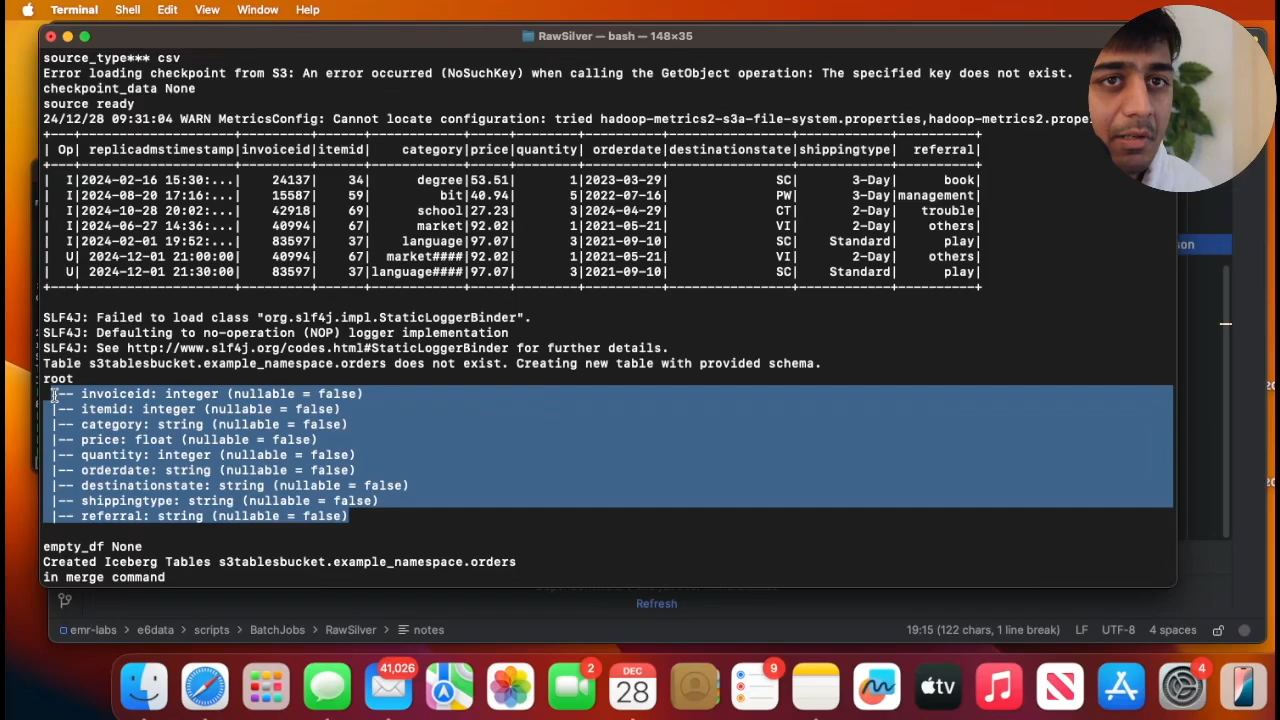 Terminal Shell Edit View Window Help
RawSilver — bash — 148×35
source_type*** csv
Error loading checkpoint from S3: An error occurred (NoSuchKey) when calling the GetObject operation: The specified key does not exist.
checkpoint_data None
source ready
24/12/28 09:31:04 WARN MetricsConfig: Cannot locate configuration: tried hadoop-metrics2-s3a-file-system.properties,hadoop-metrics2.prope
+---+--------------------+---------+------+------------+-----+--------+----------+----------------+------------+----------+
| Op| replicadmstimestamp|invoiceid|itemid| category|price|quantity| orderdate|destinationstate|shippingtype| referral|
+---+--------------------+---------+------+------------+-----+--------+----------+----------------+------------+----------+
| I|2024-02-16 15:30:...| 24137| 34| degree|53.51| 1|2023-03-29| SC| 3-Day| book|
| I|2024-08-20 17:16:...| 15587| 59| bit|40.94| 5|2022-07-16| PW| 3-Day|management|
| I|2024-10-28 20:02:...| 42918| 69| school|27.23| 3|2024-04-29| CT| 2-Day| trouble|
| I|2024-06-27 14:36:...| 40994| 67| market|92.02| 1|2021-05-21| VI| 2-Day| others|
| I|2024-02-01 19:52:...| 83597| 37| language|97.07| 3|2021-09-10| SC| Standard| play|
| U| 2024-12-01 21:00:00| 40994| 67| market####|92.02| 1|2021-05-21| VI| 2-Day| others|
| U| 2024-12-01 21:30:00| 83597| 37|language####|97.07| 3|2021-09-10| SC| Standard| play|
+---+--------------------+---------+------+------------+-----+--------+----------+----------------+------------+----------+
SLF4J: Failed to load class "org.slf4j.impl.StaticLoggerBinder".
SLF4J: Defaulting to no-operation (NOP) logger implementation
SLF4J: See http://www.slf4j.org/codes.html#StaticLoggerBinder for further details.
Table s3tablesbucket.example_namespace.orders does not exist. Creating new table with provided schema.
root
|-- invoiceid: integer (nullable = false)
|-- itemid: integer (nullable = false)
|-- category: string (nullable = false)
|-- price: float (nullable = false)
|-- quantity: integer (nullable = false)
|-- orderdate: string (nullable = false)
|-- destinationstate: string (nullable = false)
|-- shippingtype: string (nullable = false)
|-- referral: string (nullable = false)
empty_df None
Created Iceberg Tables s3tablesbucket.example_namespace.orders
in merge command
Refresh
emr-labs › e6data › scripts › BatchJobs › RawSilver › notes
19:15 (122 chars, 1 line break) LF UTF-8 4 spaces
41,026
2
DEC
28
9
tv
4